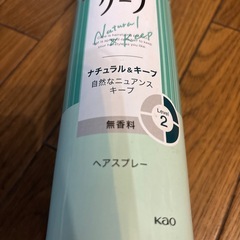 ケープ
Natural
& Keep
ナチュラル&キープ
自然なニュアンス
キープ
Level
2
無香料
ヘアスプレー
Kao